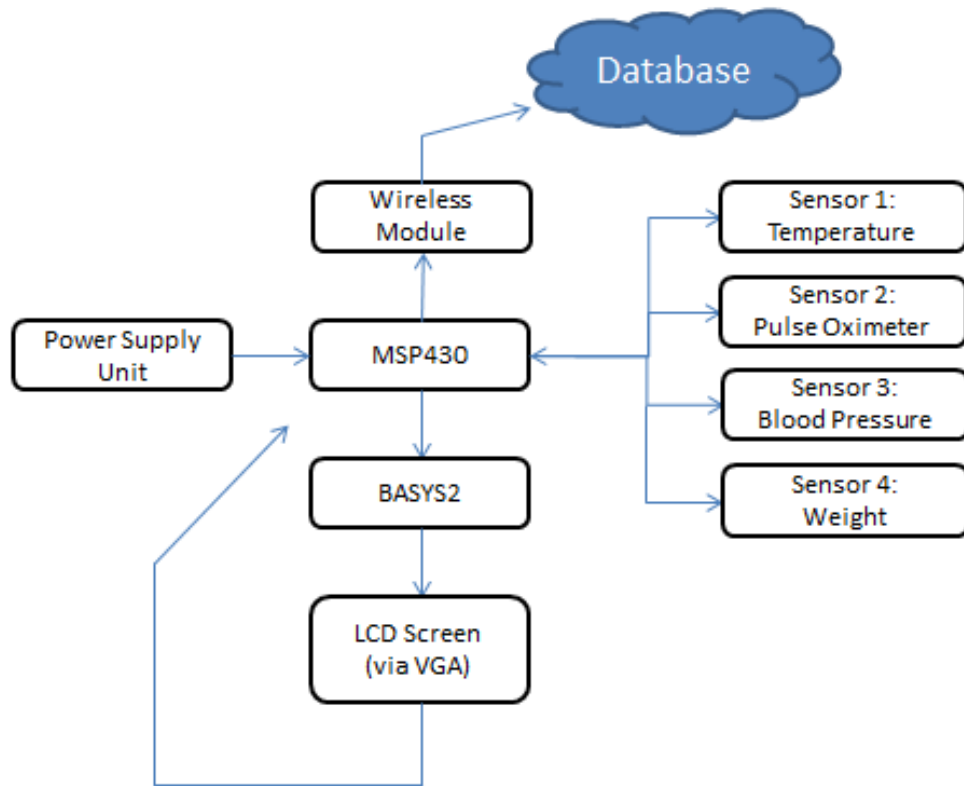 Database
Wireless
Module
Sensor 1:
Temperature
Sensor 2:
Pulse Oximeter
Power Supply
Unit
MSP430
Sensor 3:
Blood Pressure
BASYS2
Sensor 4:
Weight
LCD Screen
(via VGA)